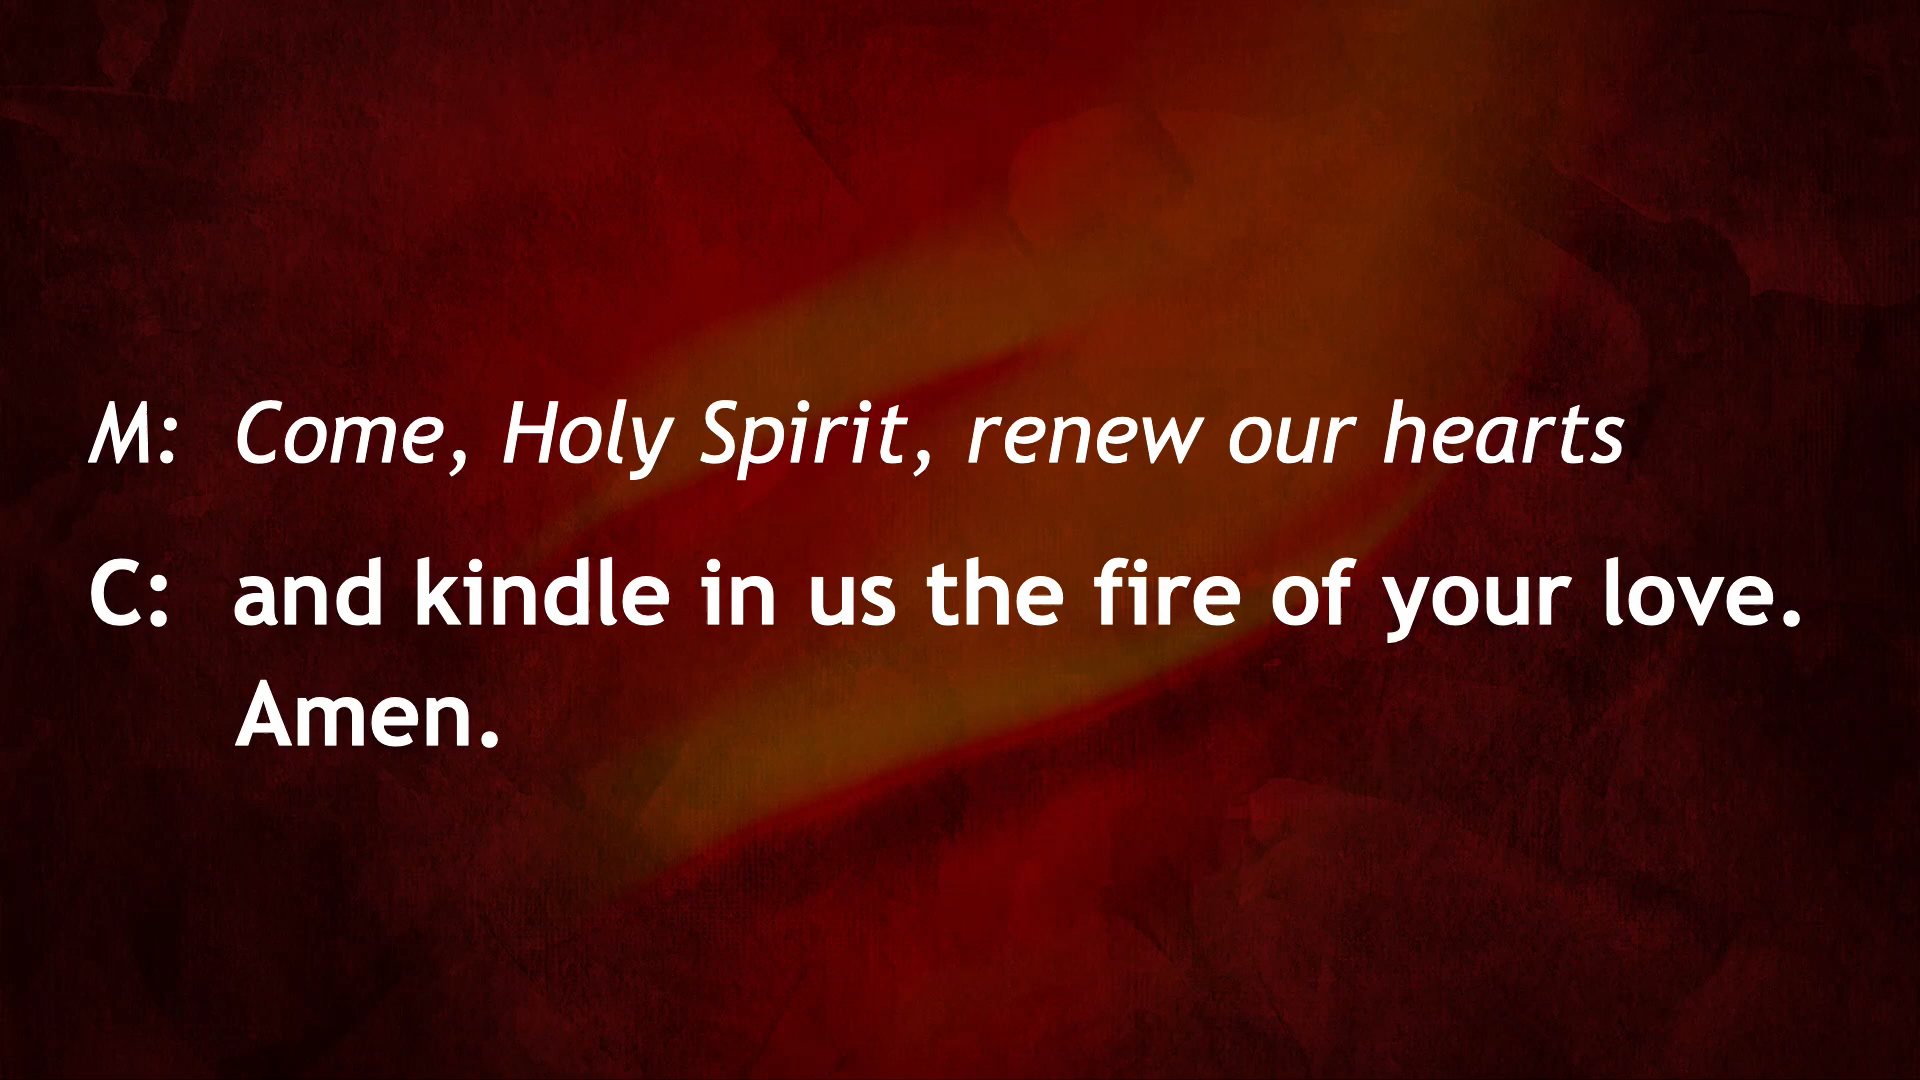 M: Come, Holy Spirit, renew our hearts
C: and kindle in us the fire of your love.
Amen.